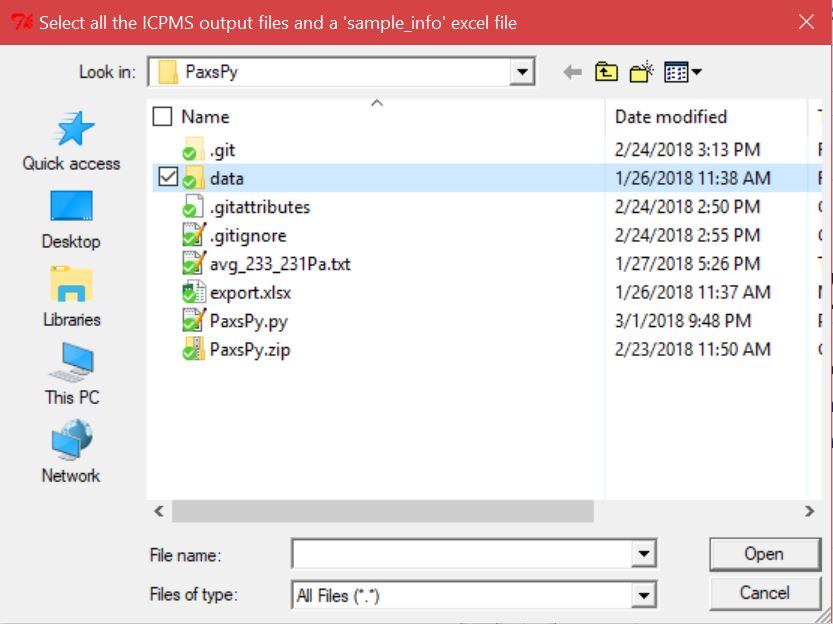 Select all the ICPMS output files and a 'sample_info' excel file
Look in: PaxsPy
Name Date modified
.git 2/24/2018 3:13 PM
data 1/26/2018 11:38 AM
.gitattributes 2/24/2018 2:50 PM
.gitignore 2/24/2018 2:55 PM
avg_233_231Pa.txt 1/27/2018 5:26 PM
export.xlsx 1/26/2018 11:37 AM
PaxsPy.py 3/1/2018 9:48 PM
PaxsPy.zip 2/23/2018 11:50 AM
Quick access
Desktop
Libraries
This PC
Network
File name: Open
Files of type: All Files (*.*) Cancel